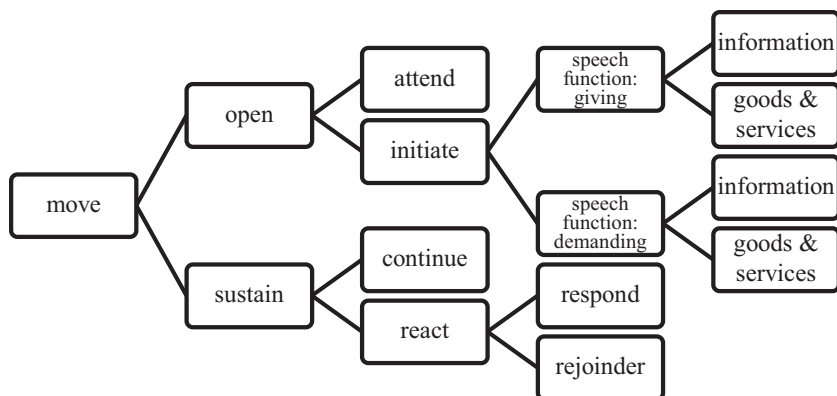 move
open
attend
initiate
speech
function:
giving
information
goods &
services
speech
function:
demanding
information
goods &
services
sustain
continue
react
respond
rejoinder